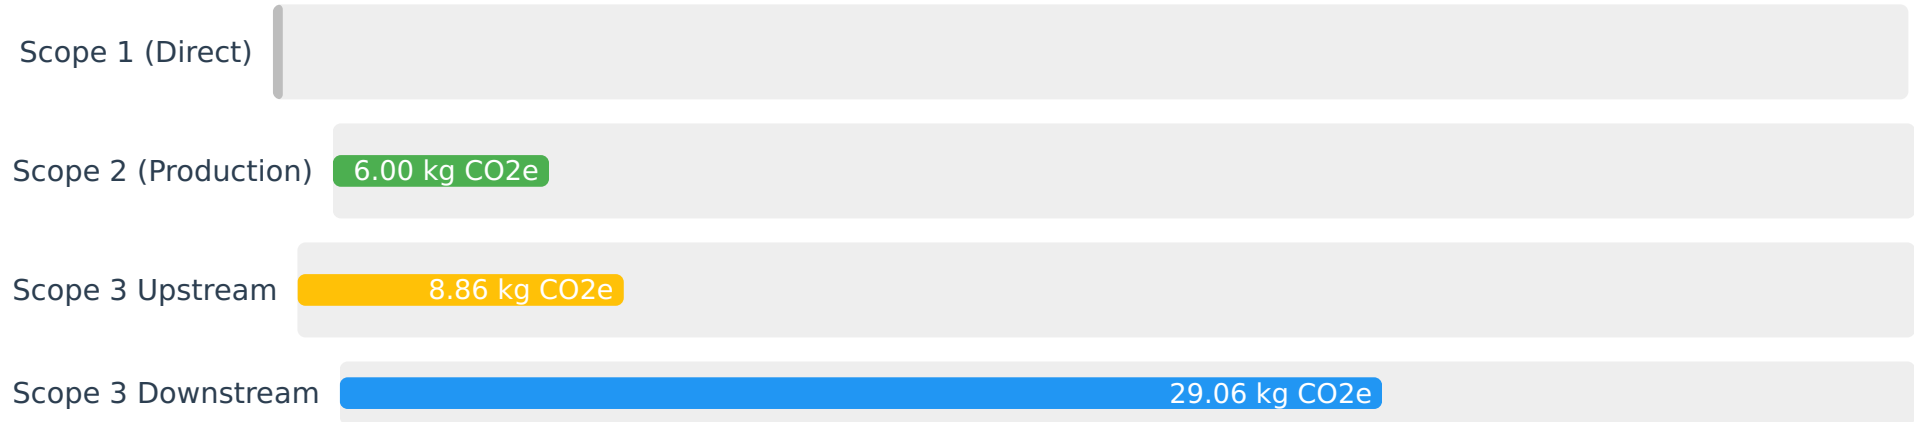 Scope 1 (Direct)
Scope 2 (Production) 6.00 kg CO2e
Scope 3 Upstream 8.86 kg CO2e
Scope 3 Downstream 29.06 kg CO2e